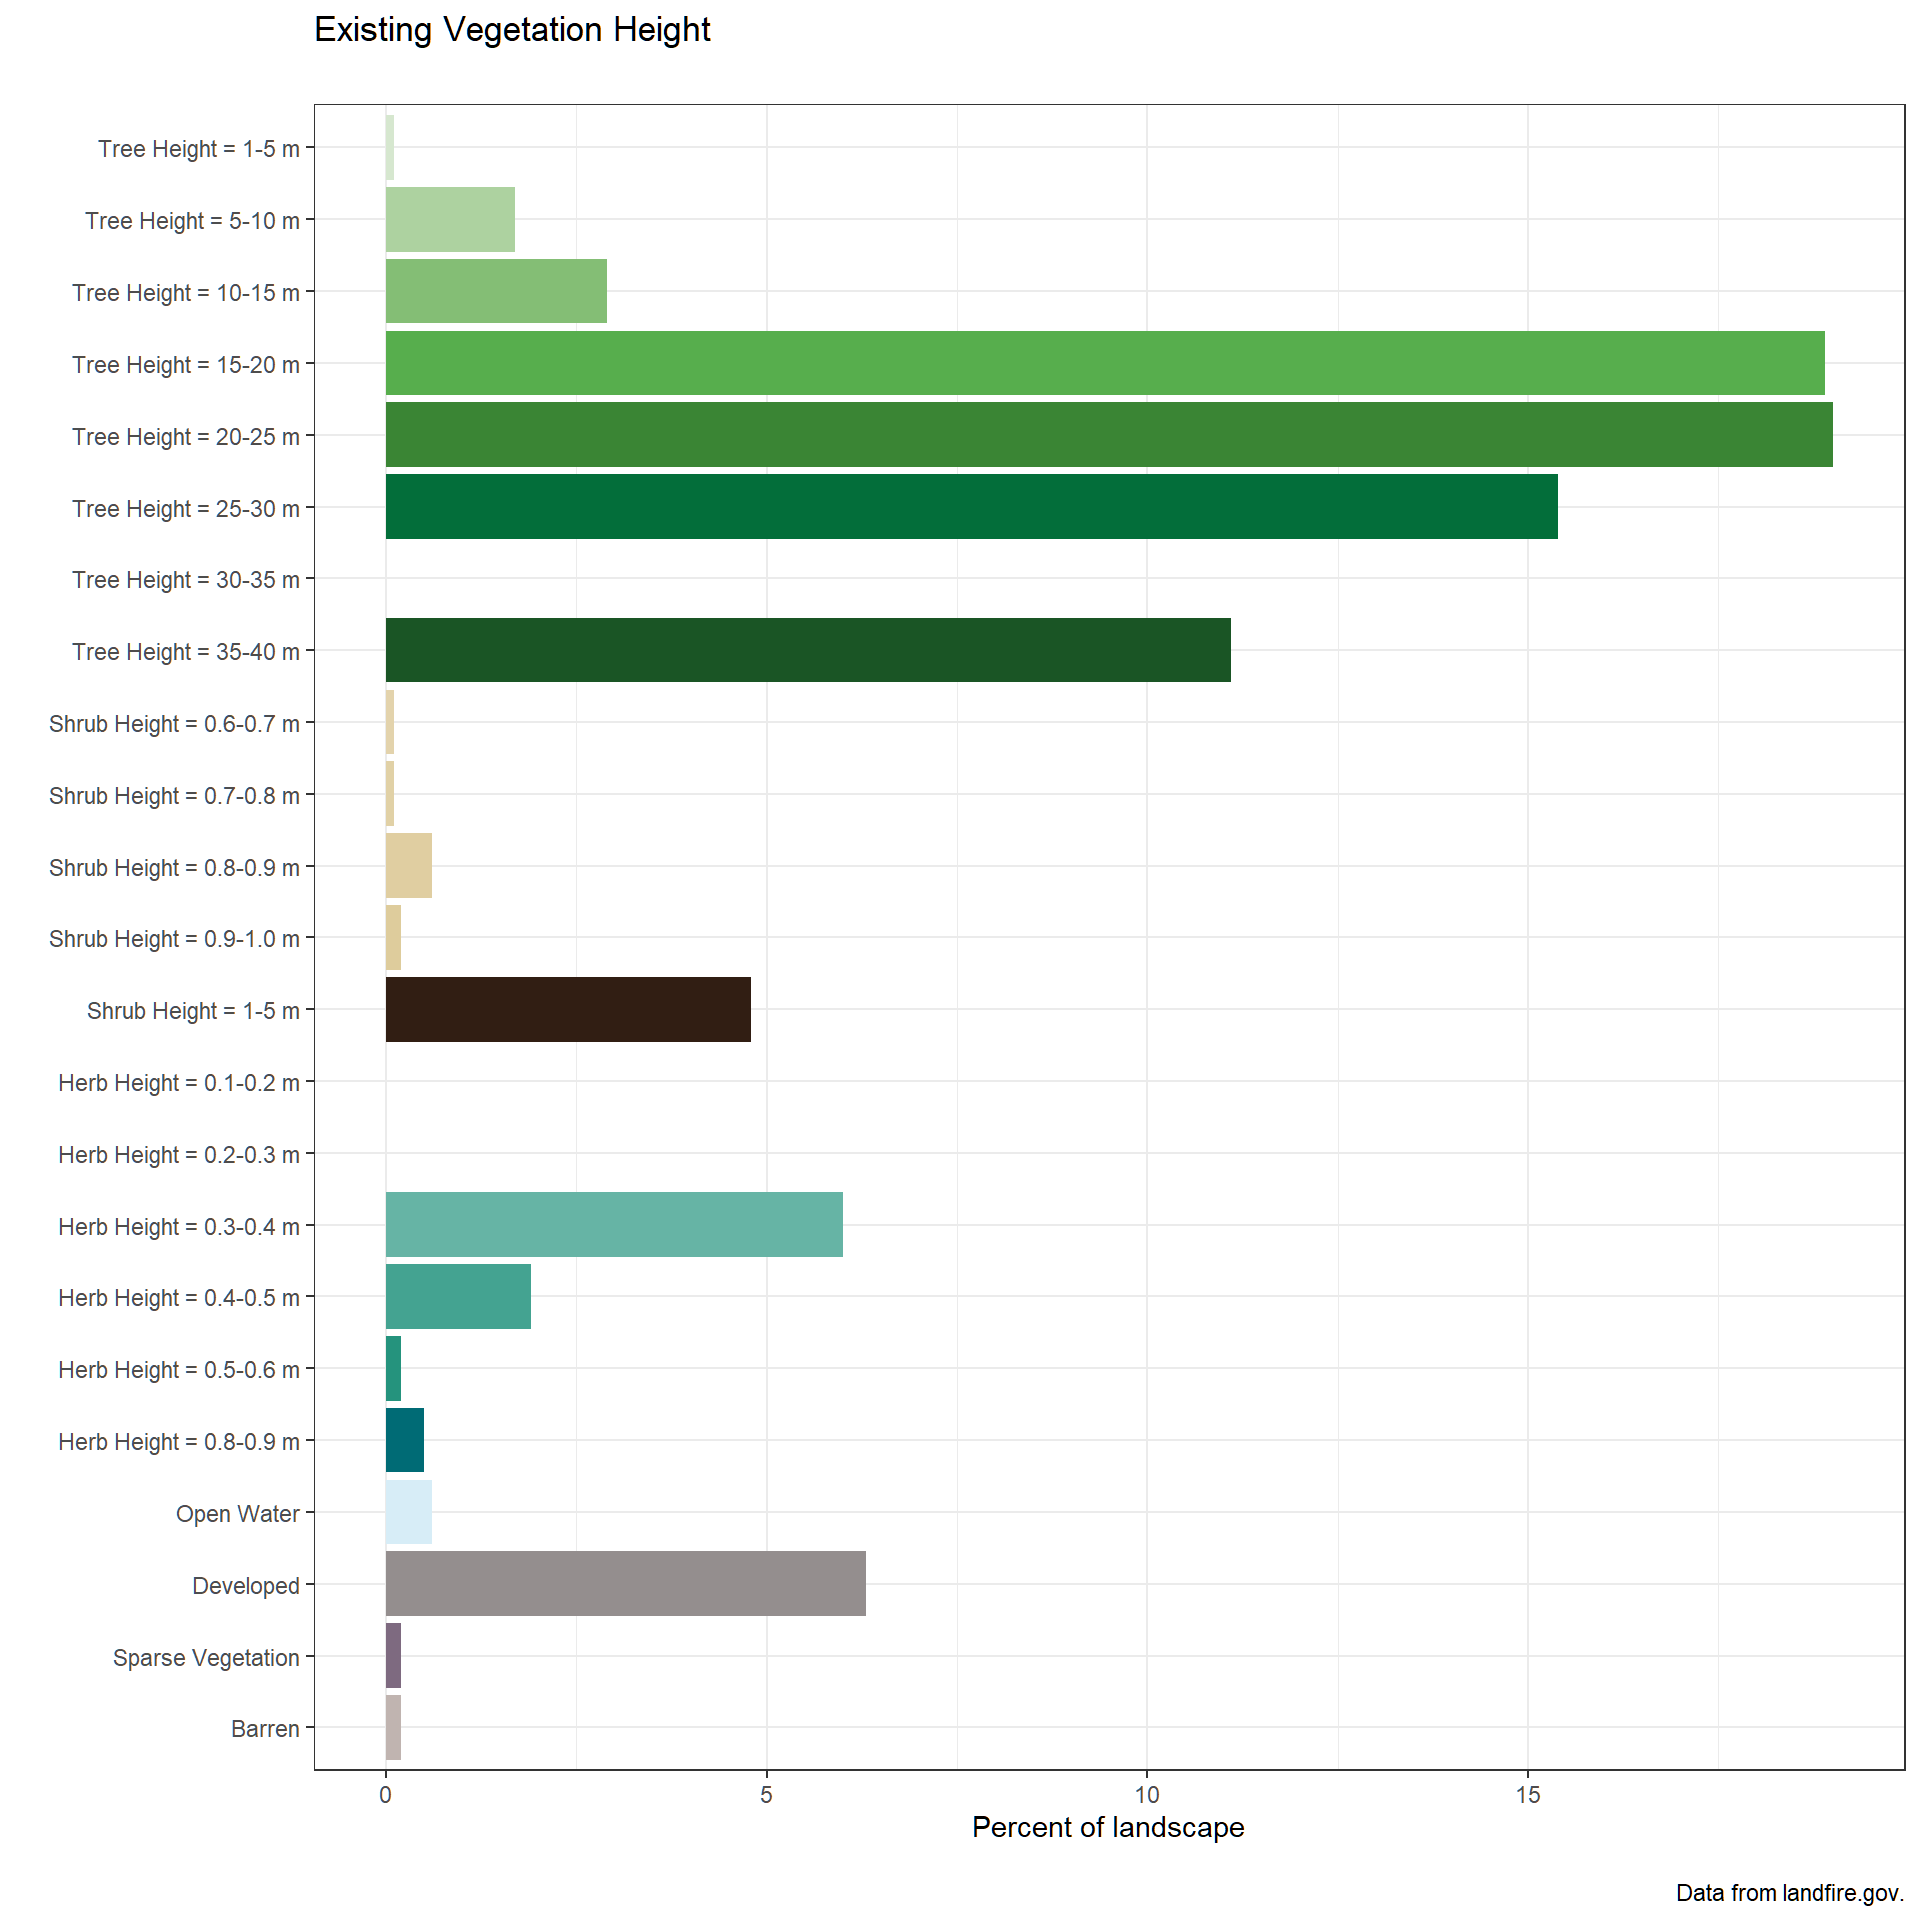 Existing Vegetation Height
Tree Height = 1-5 m
Tree Height = 5-10 m
Tree Height = 10-15 m
Tree Height = 15-20 m
Tree Height = 20-25 m
Tree Height = 25-30 m
Tree Height = 30-35 m
Tree Height = 35-40 m
Shrub Height = 0.6-0.7 m
Shrub Height = 0.7-0.8 m
Shrub Height = 0.8-0.9 m
Shrub Height = 0.9-1.0 m
Shrub Height = 1-5 m
Herb Height = 0.1-0.2 m
Herb Height = 0.2-0.3 m
Herb Height = 0.3-0.4 m
Herb Height = 0.4-0.5 m
Herb Height = 0.5-0.6 m
Herb Height = 0.8-0.9 m
Open Water
Developed
Sparse Vegetation
Barren
0 5 10 15
Percent of landscape
Data from landfire.gov.